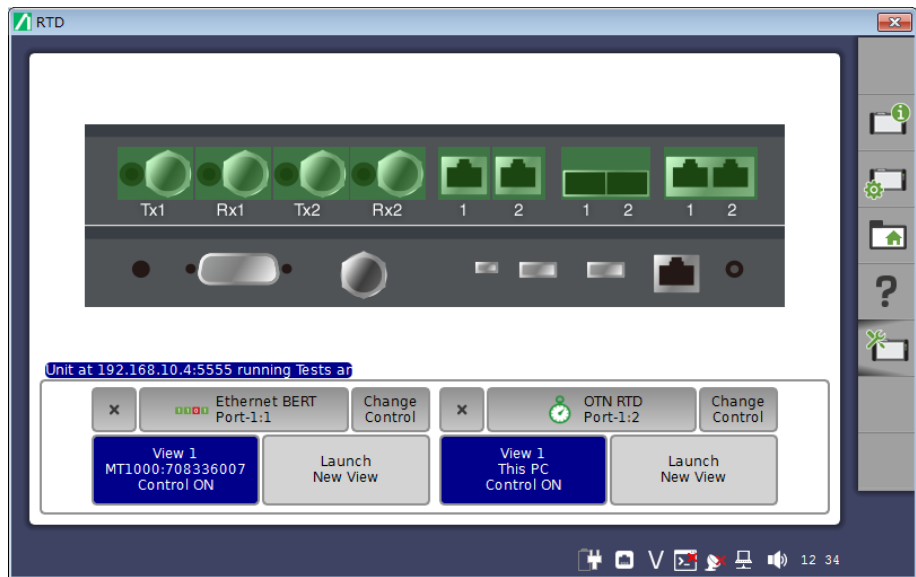 RTD
Tx1 Rx1 Tx2 Rx2 1 2 1 2 1 2
Unit at 192.168.10.4:5555 running Tests ar
Ethernet BERT
Port-1:1
Change
Control
OTN RTD
Port-1:2
Change
Control
View 1
MT1000:708336007
Control ON
Launch
New View
View 1
This PC
Control ON
Launch
New View
12 34